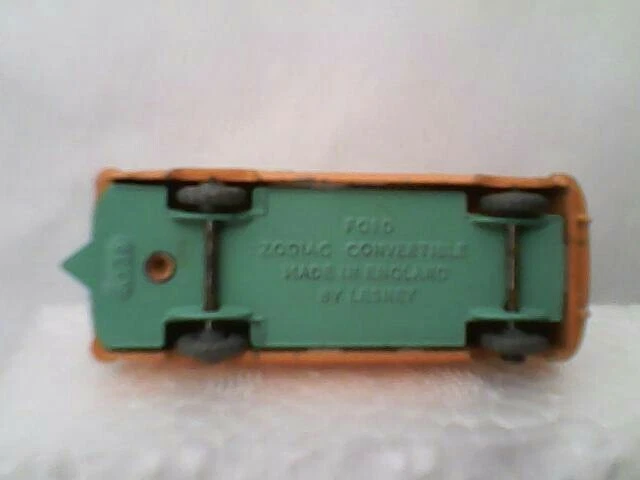 FORD
ZODIAC CONVERTIBLE
MADE IN ENGLAND
BY LESNEY